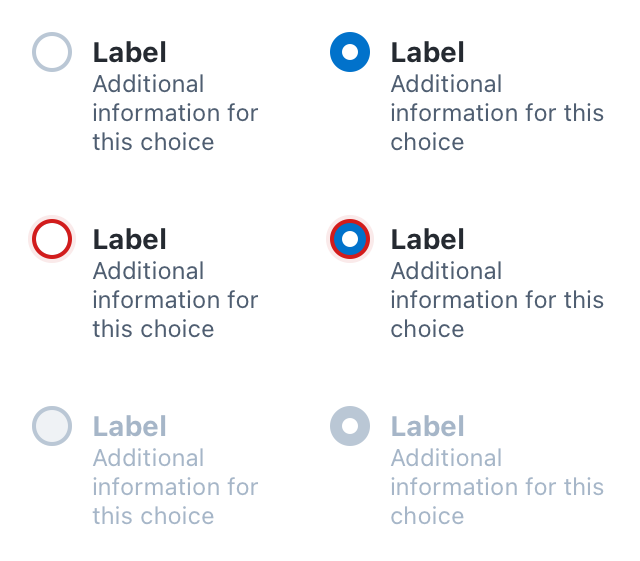 Label
Additional
information for
this choice
Label
Additional
information for this
choice
Label
Additional
information for
this choice
Label
Additional
information for this
choice
Label
Additional
information for
this choice
Label
Additional
information for this
choice